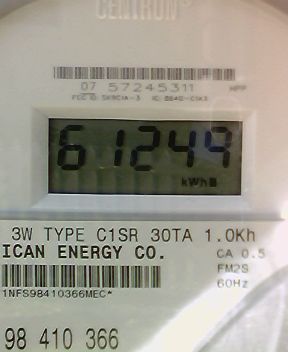 CENTRON
07 57245311
61249
kWh
3W TYPE C1SR 30TA 1.0Kh
ICAN ENERGY CO.
CA 0.5
FM2S
60Hz
1NFS98410366MEC*
98 410 366